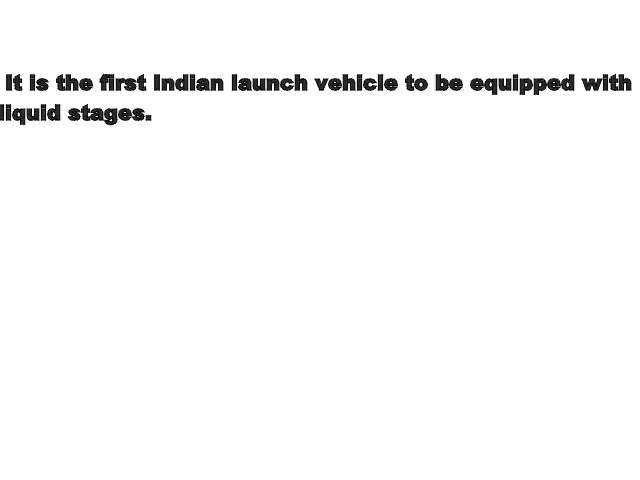 It is the first Indian launch vehicle to be equipped with
liquid stages.